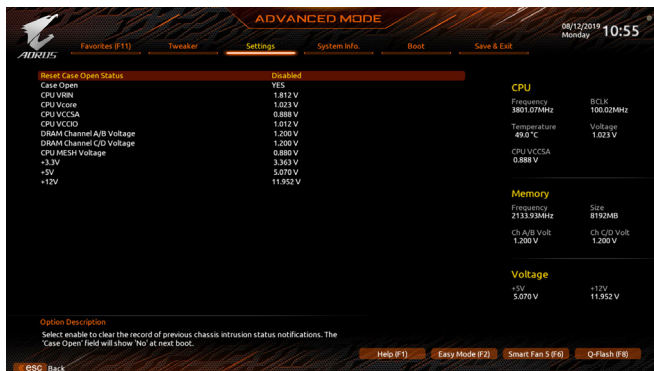 ADVANCED MODE
08/12/2019 Monday 10:55
AORUS
Favorites (F11) Tweaker Settings System Info. Boot Save & Exit
Reset Case Open Status Disabled
Case Open YES
CPU VRIN 1.812 V
CPU Vcore 1.023 V
CPU VCCSA 0.888 V
CPU VCCIO 1.012 V
DRAM Channel A/B Voltage 1.200 V
DRAM Channel C/D Voltage 1.200 V
CPU MESH Voltage 0.880 V
+3.3V 3.363 V
+5V 5.070 V
+12V 11.952 V
CPU
Frequency BCLK
3801.07MHz 100.02MHz
Temperature Voltage
49.0 °C 1.023 V
CPU VCCSA
0.888 V
Memory
Frequency Size
2133.93MHz 8192MB
Ch A/B Volt Ch C/D Volt
1.200 V 1.200 V
Voltage
+5V +12V
5.070 V 11.952 V
Option Description
Select enable to clear the record of previous chassis intrusion status notifications. The
'Case Open' field will show 'No' at next boot.
Help (F1) Easy Mode (F2) Smart Fan 5 (F6) Q-Flash (F8)
esc Back